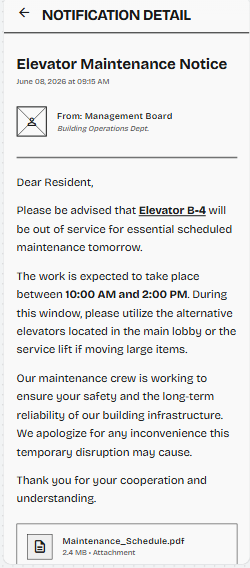 NOTIFICATION DETAIL
Elevator Maintenance Notice
June 08, 2026 at 09:15 AM
From: Management Board
Building Operations Dept.
Dear Resident,
Please be advised that Elevator B-4 will
be out of service for essential scheduled
maintenance tomorrow.
The work is expected to take place
between 10:00 AM and 2:00 PM. During
this window, please utilize the alternative
elevators located in the main lobby or the
service lift if moving large items.
Our maintenance crew is working to
ensure your safety and the long-term
reliability of our building infrastructure.
We apologize for any inconvenience this
temporary disruption may cause.
Thank you for your cooperation and
understanding.
Maintenance_Schedule.pdf
2.4 MB • Attachment